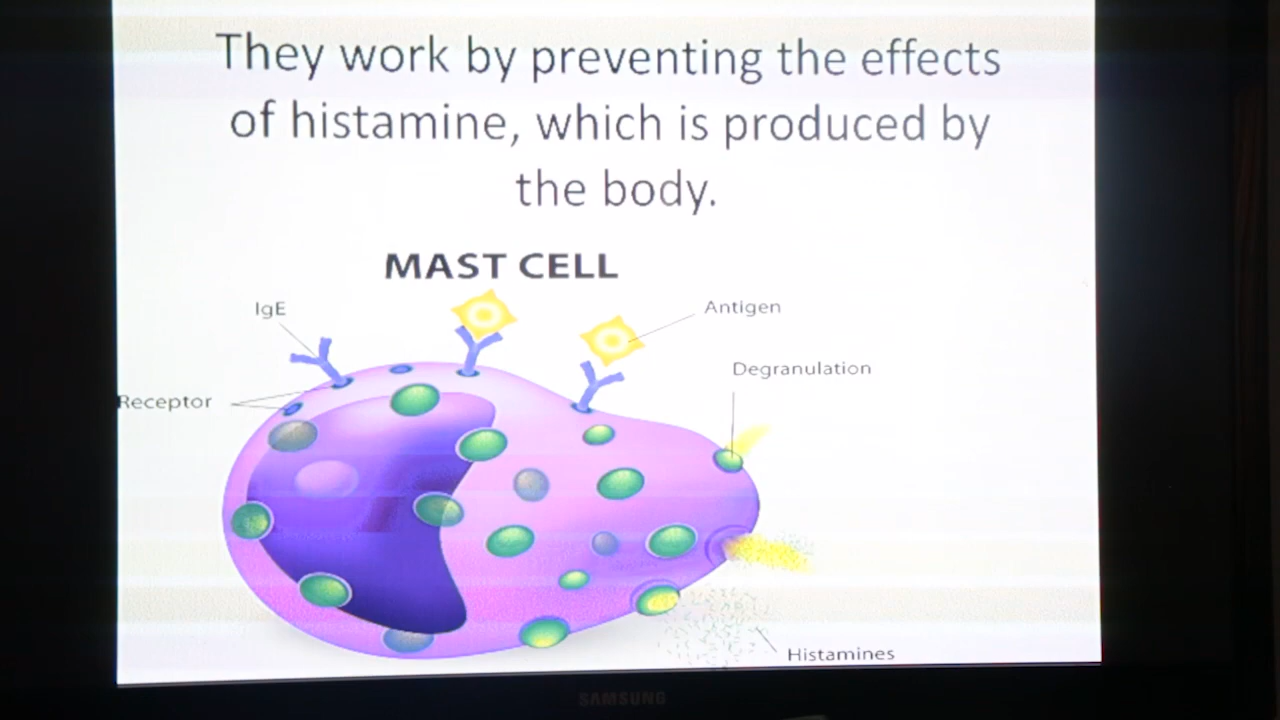 They work by preventing the effects
of histamine, which is produced by
the body.
MAST CELL
IgE
Antigen
Degranulation
Receptor
Histamines
SAMSUNG